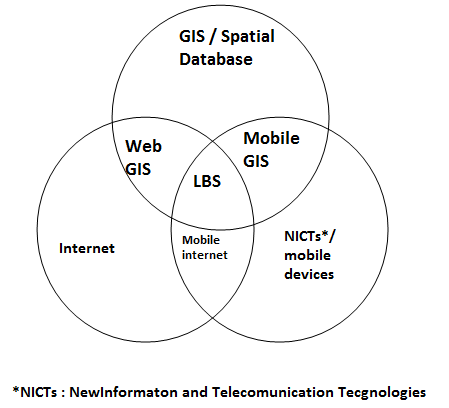 GIS / Spatial
Database
Web
GIS
Mobile
GIS
LBS
Internet
Mobile
internet
NICTs*/
mobile
devices
*NICTs : NewInformaton and Telecomunication Tecgnologies